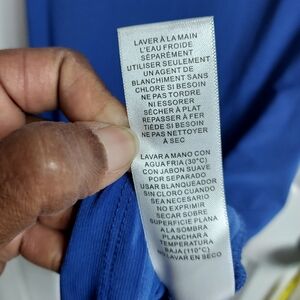 LAVER À LA MAIN
L'EAU FROIDE
SÉPARÉMENT
UTILISER SEULEMENT
UN AGENT DE
BLANCHIMENT SANS
CHLORE SI BESOIN
NE PAS TORDRE
NI ESSORER
SÉCHER À PLAT
REPASSER À FER
TIÈDE SI BESOIN
NE PAS NETTOYER
À SEC
LAVAR A MANO CON
AGUA FRIA (30°C)
CON JABON SUAVE
POR SEPARADO
USAR BLANQUEADOR
SIN CLORO CUANDO
SEA NECESARIO
NO EXPRIMIR
SECAR SOBRE
SUPERFICIE PLANA
A LA SOMBRA
PLANCHAR A
TEMPERATURA
BAJA (110°C)
NO LAVAR EN SECO